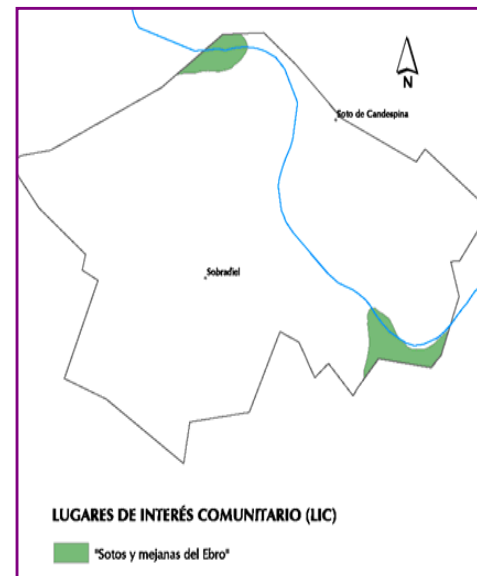 N
Soto de Candespina
Sobradiel
LUGARES DE INTERÉS COMUNITARIO (LIC)
"Sotos y mejanas del Ebro"